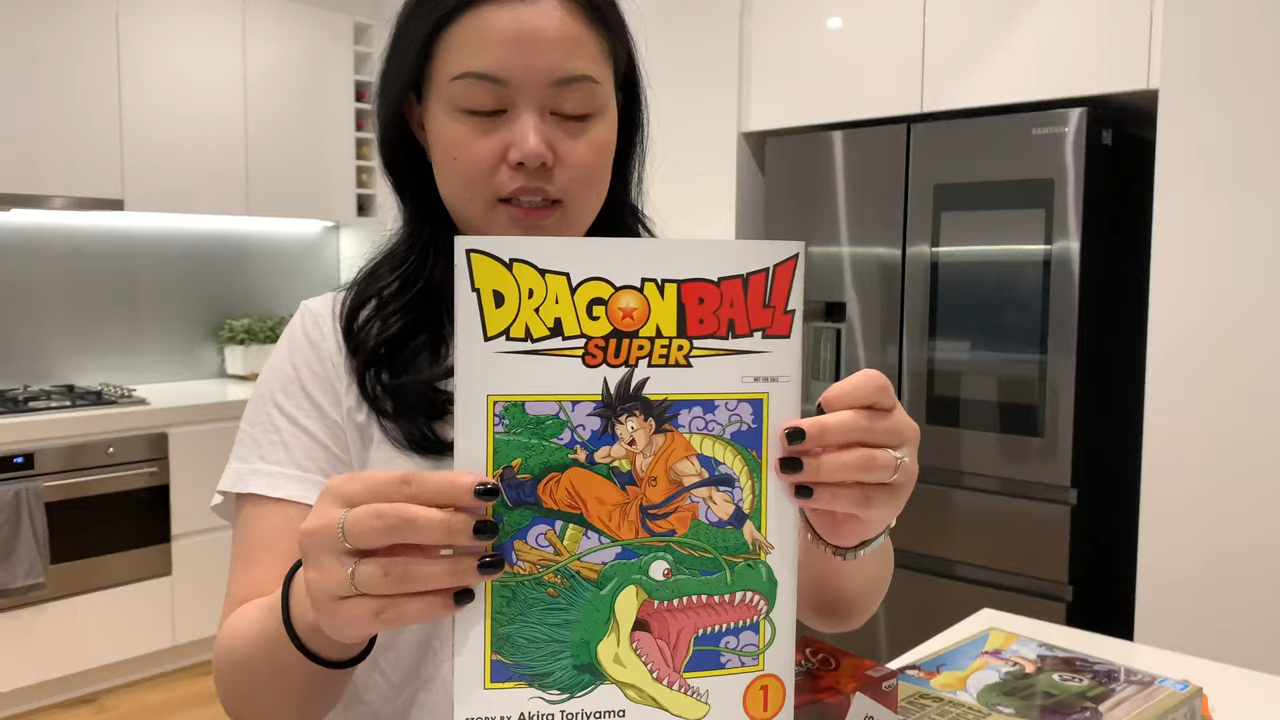 SAMSUNG
DRAGON BALL
SUPER
NOT FOR SALE
1
STORY BY Akira Toriyama